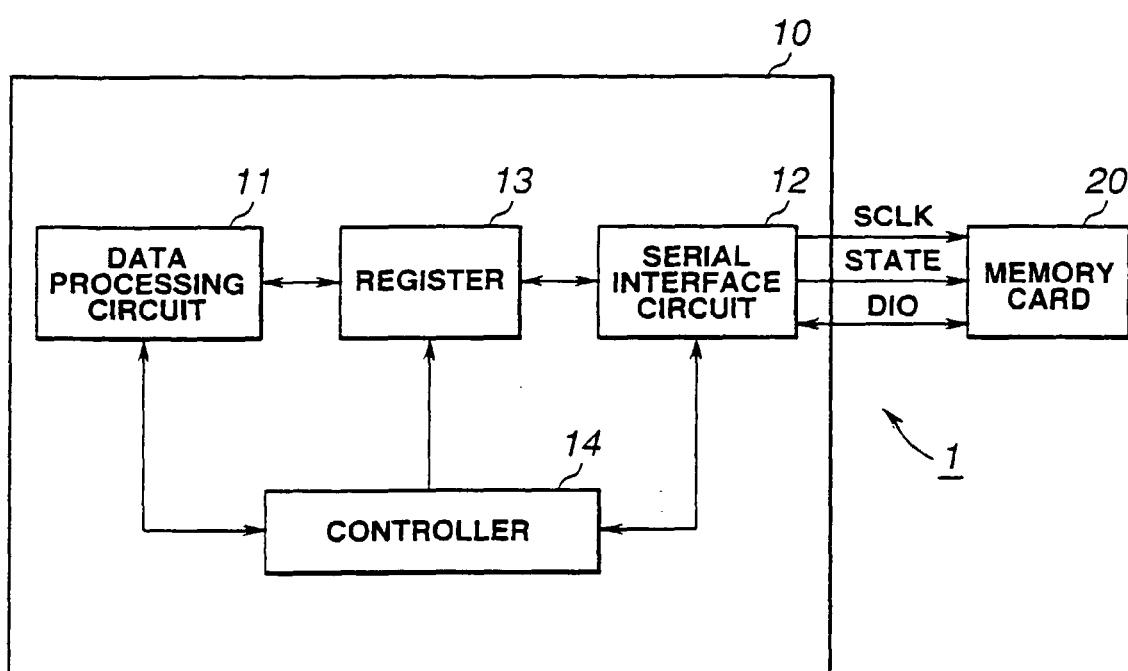 10
11
13
12
20
DATA
PROCESSING
CIRCUIT
REGISTER
SERIAL
INTERFACE
CIRCUIT
SCLK
STATE
DIO
MEMORY
CARD
14
CONTROLLER
1